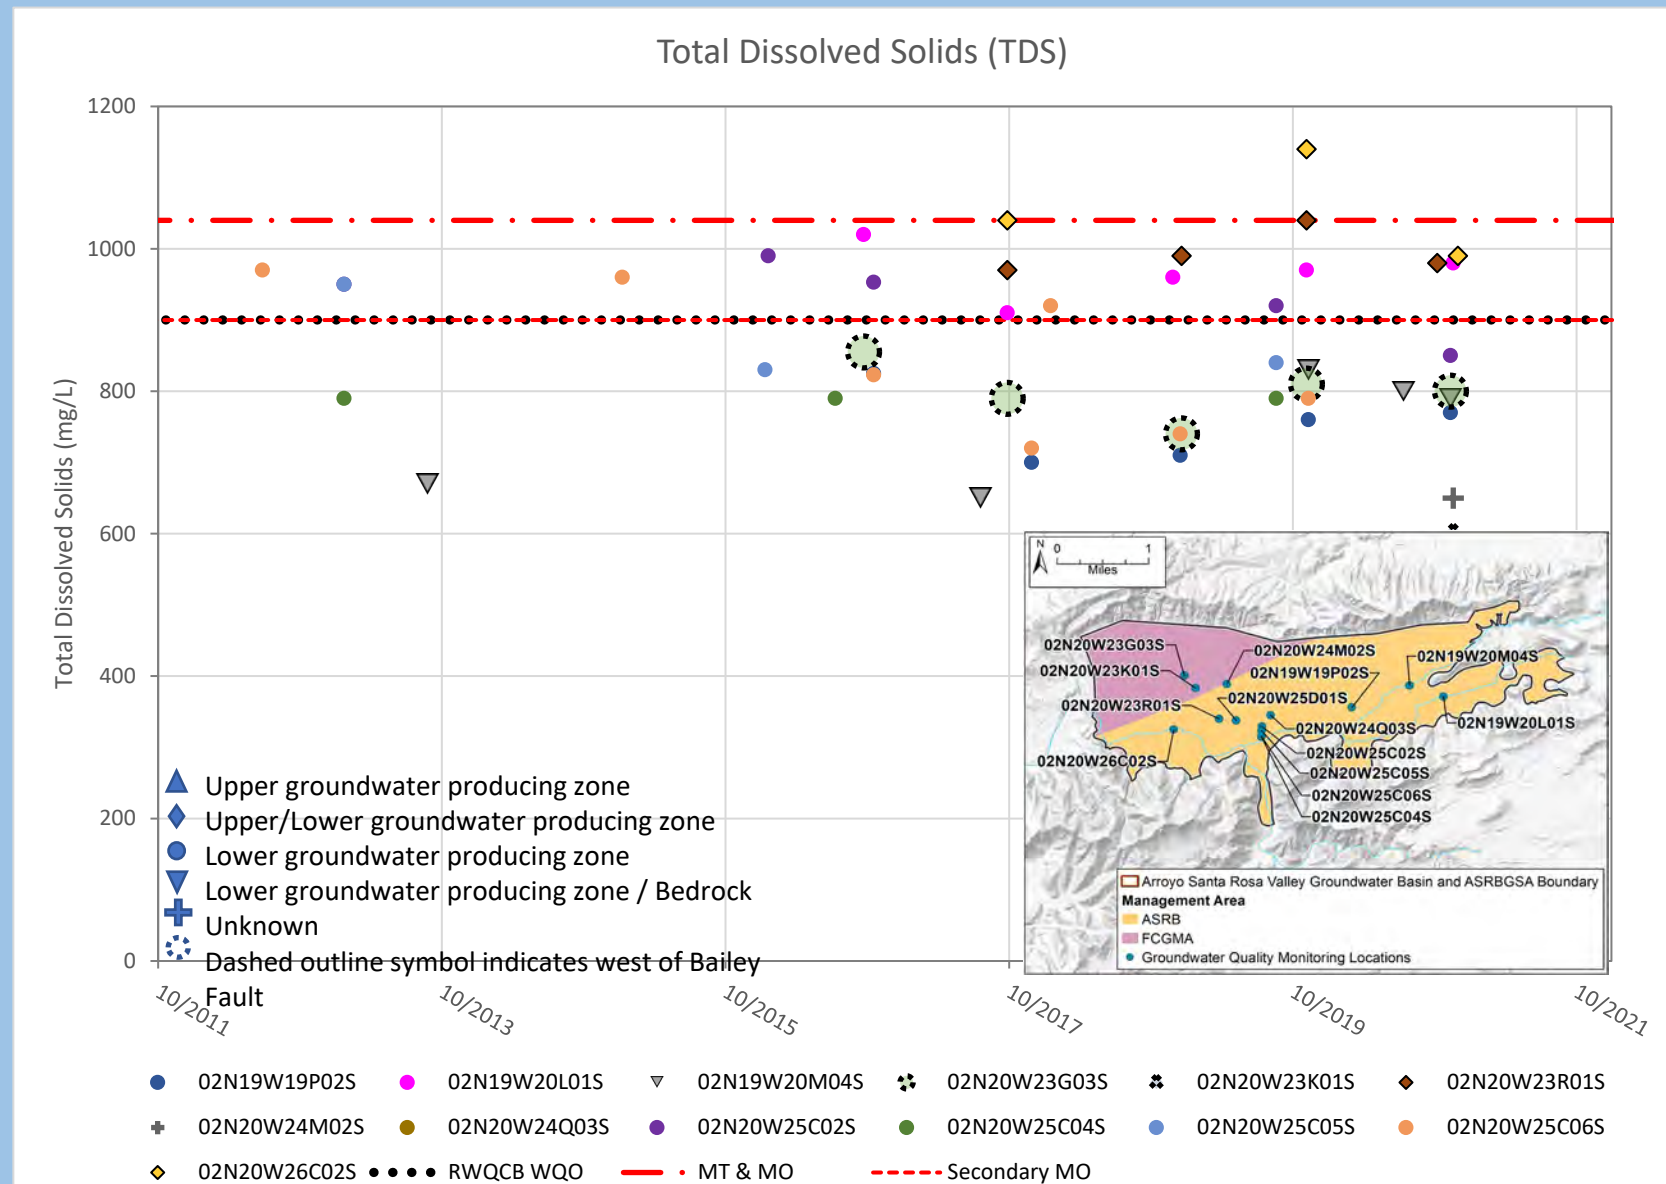 Total Dissolved Solids (TDS)
Total Dissolved Solids (mg/L)
1200
1000
800
600
400
200
0
10/2011
10/2013
10/2015
10/2017
10/2019
10/2021
Upper groundwater producing zone
Upper/Lower groundwater producing zone
Lower groundwater producing zone
Lower groundwater producing zone / Bedrock
Unknown
Dashed outline symbol indicates west of Bailey
Fault
N
0 1
Miles
02N20W23G03S
02N20W24M02S
02N19W20M04S
02N20W23K01S
02N19W19P02S
02N20W25D01S
02N20W23R01S
02N19W20L01S
02N20W24Q03S
02N20W25C02S
02N20W26C02S
02N20W25C05S
02N20W25C06S
02N20W25C04S
Arroyo Santa Rosa Valley Groundwater Basin and ASRBGSA Boundary
Management Area
ASRB
FCGMA
Groundwater Quality Monitoring Locations
02N19W19P02S 02N19W20L01S 02N19W20M04S 02N20W23G03S 02N20W23K01S 02N20W23R01S
02N20W24M02S 02N20W24Q03S 02N20W25C02S 02N20W25C04S 02N20W25C05S 02N20W25C06S
02N20W26C02S RWQCB WQO MT & MO Secondary MO